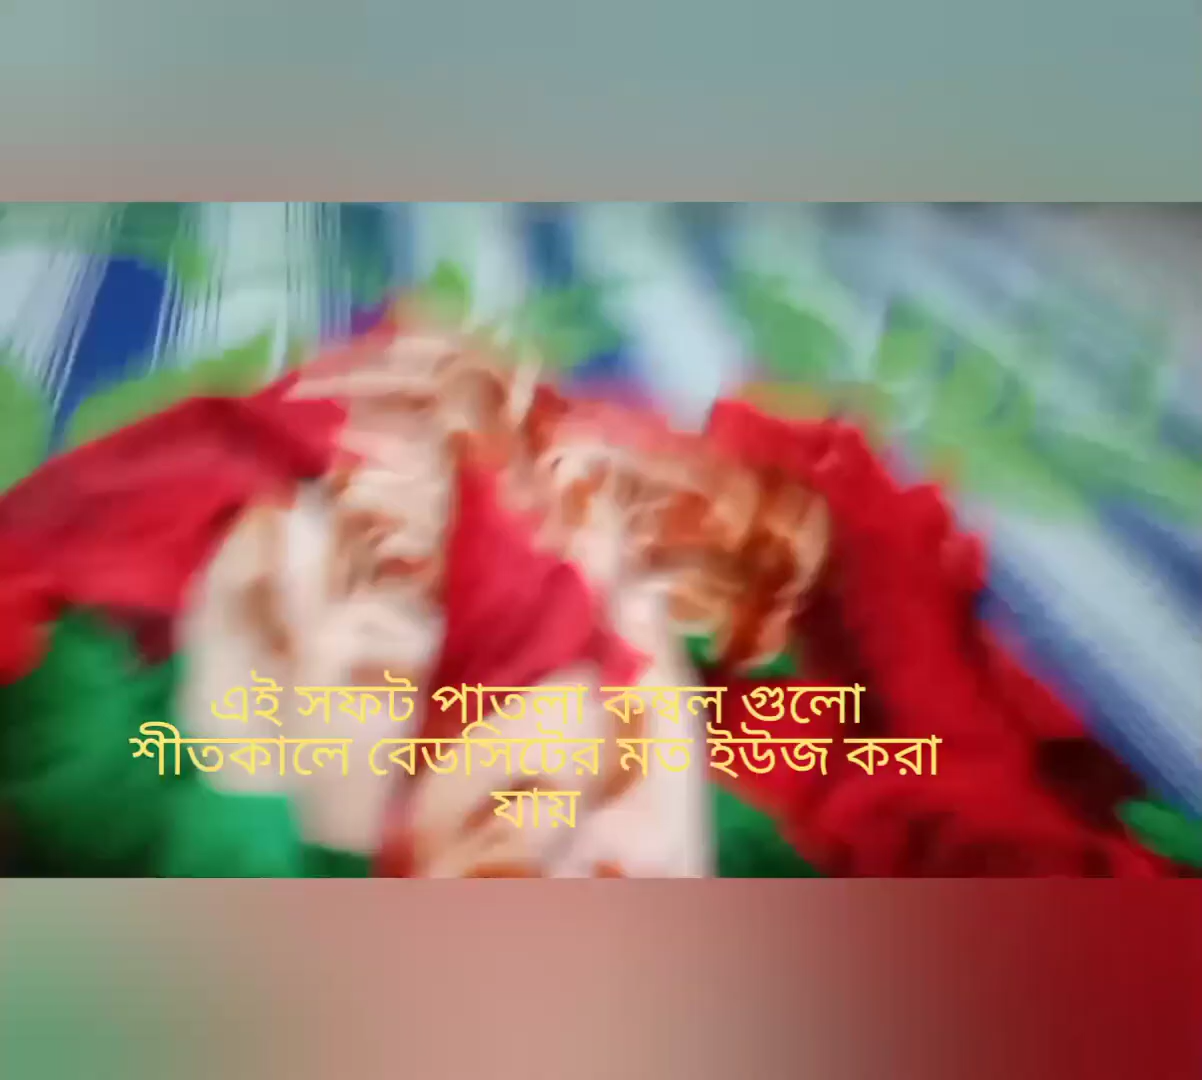 এই সফট পাতলা কম্বল গুলো
শীতকালে বেডসিটের মত ইউজ করা
যায়